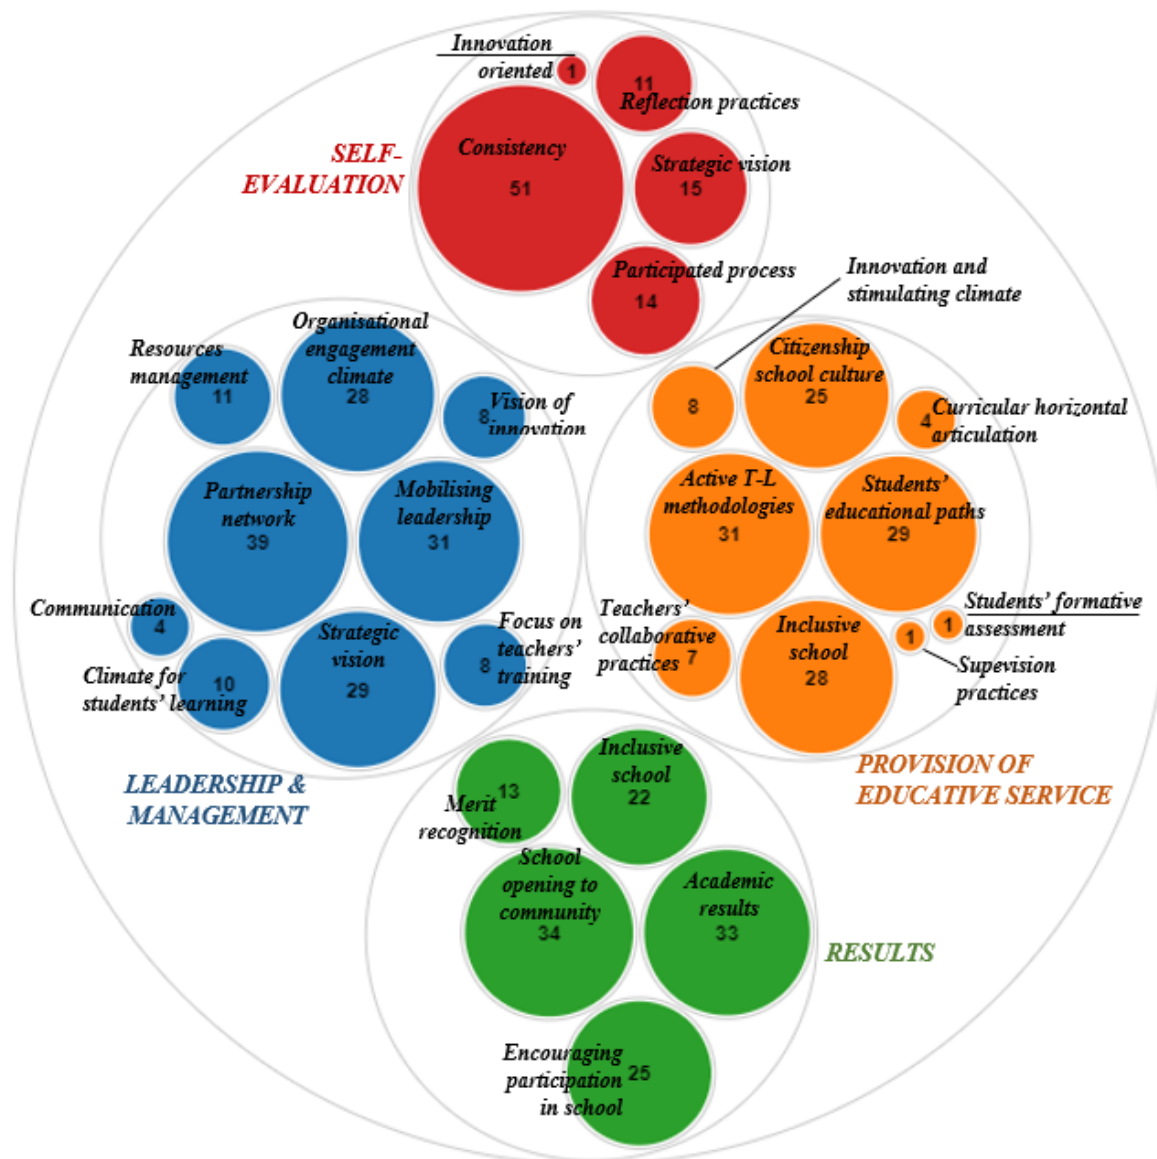 Innovation
oriented
1
11
Reflection practices
Consistency
51
Strategic vision
15
Participated process
14
SELF-
EVALUATION
Resources
management
11
Organisational
engagement
climate
28
8
Vision of
innovation
Partnership
network
39
Mobilising
leadership
31
Communication
4
Climate for
students' learning
10
Strategic
vision
29
Focus on
teachers'
training
8
LEADERSHIP &
MANAGEMENT
Innovation and
stimulating climate
8
Citizenship
school culture
25
4
Curricular horizontal
articulation
Active T-L
methodologies
31
Students'
educational paths
29
Teachers'
collaborative
practices
7
Inclusive
school
28
1
Students' formative
assessment
1
Supevision
practices
PROVISION OF
EDUCATIVE SERVICE
13
Merit
recognition
Inclusive
school
22
School
opening to
community
34
Academic
results
33
RESULTS
Encouraging
participation
in school
25